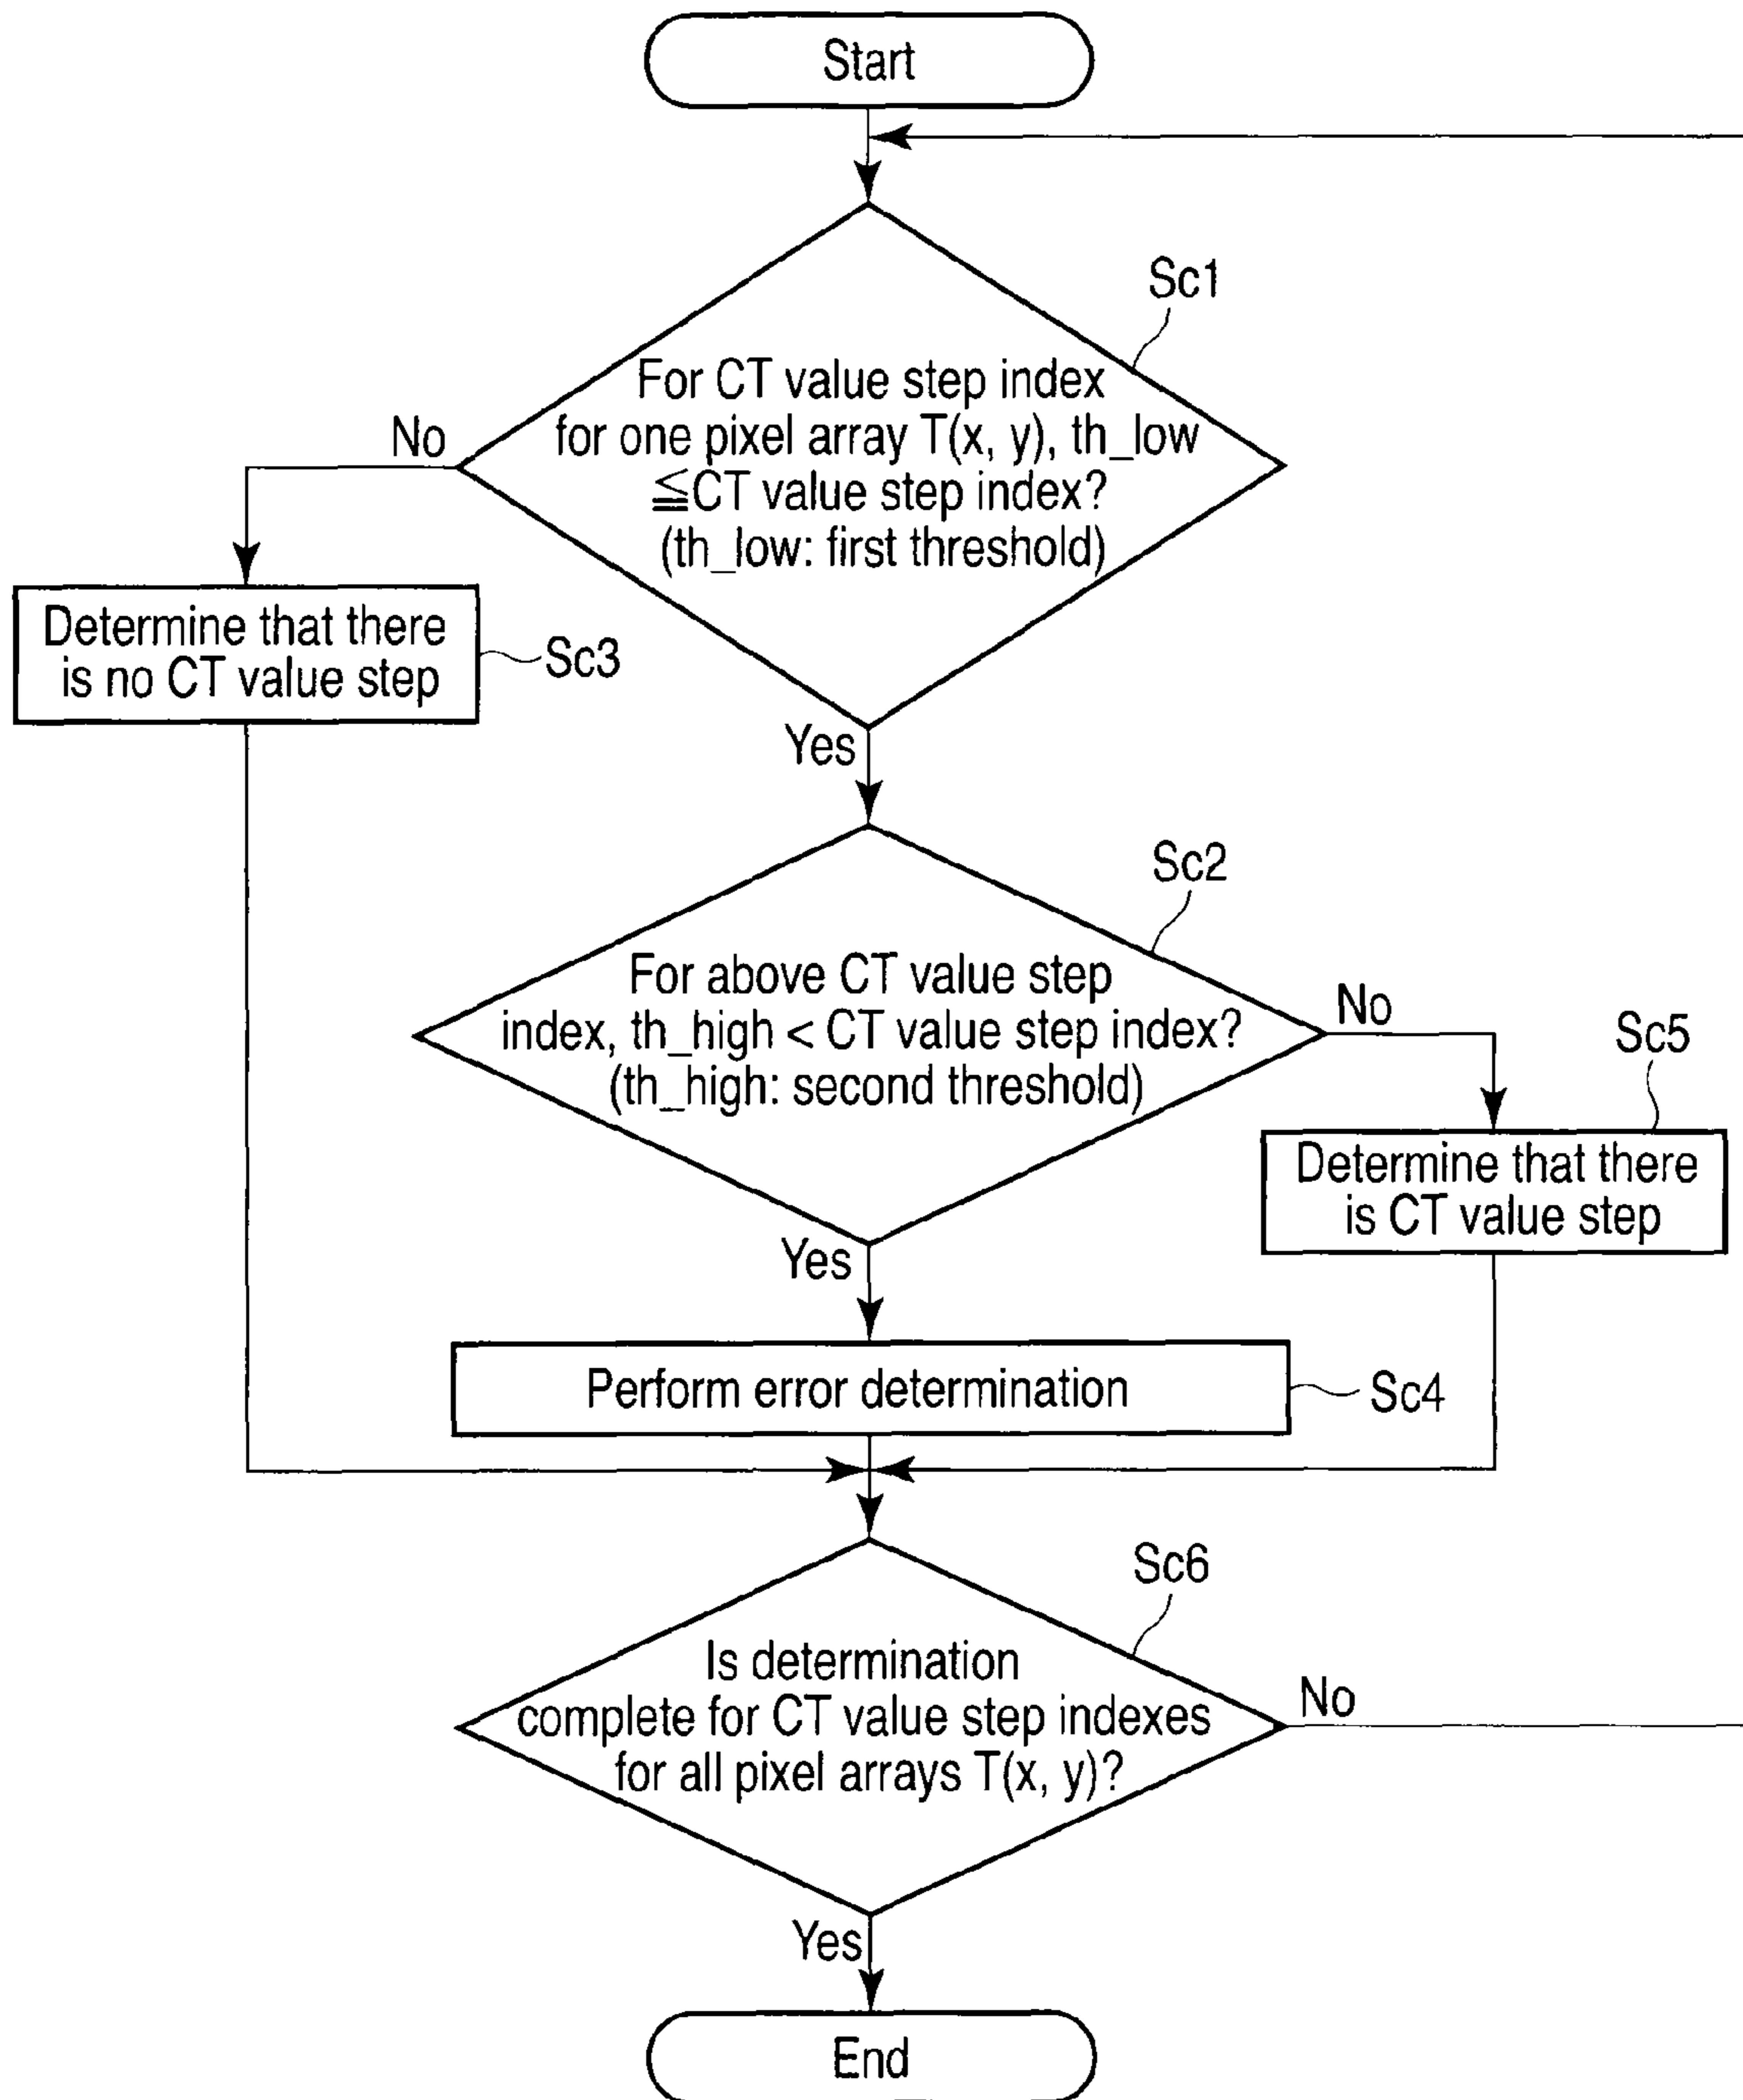 Start
Sc1
For CT value step index
for one pixel array T(x, y), th_low
≦CT value step index?
(th_low: first threshold)
No
Determine that there
is no CT value step
Sc3
Yes
Sc2
For above CT value step
index, th_high < CT value step index?
(th_high: second threshold)
No
Sc5
Determine that there
is CT value step
Yes
Perform error determination
Sc4
Sc6
Is determination
complete for CT value step indexes
for all pixel arrays T(x, y)?
No
Yes
End